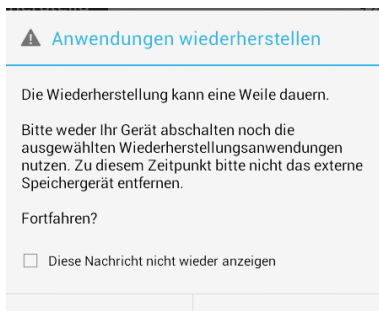 Anwendungen wiederherstellen
Die Wiederherstellung kann eine Weile dauern.
Bitte weder Ihr Gerät abschalten noch die
ausgewählten Wiederherstellungsanwendungen
nutzen. Zu diesem Zeitpunkt bitte nicht das externe
Speichergerät entfernen.
Fortfahren?
Diese Nachricht nicht wieder anzeigen